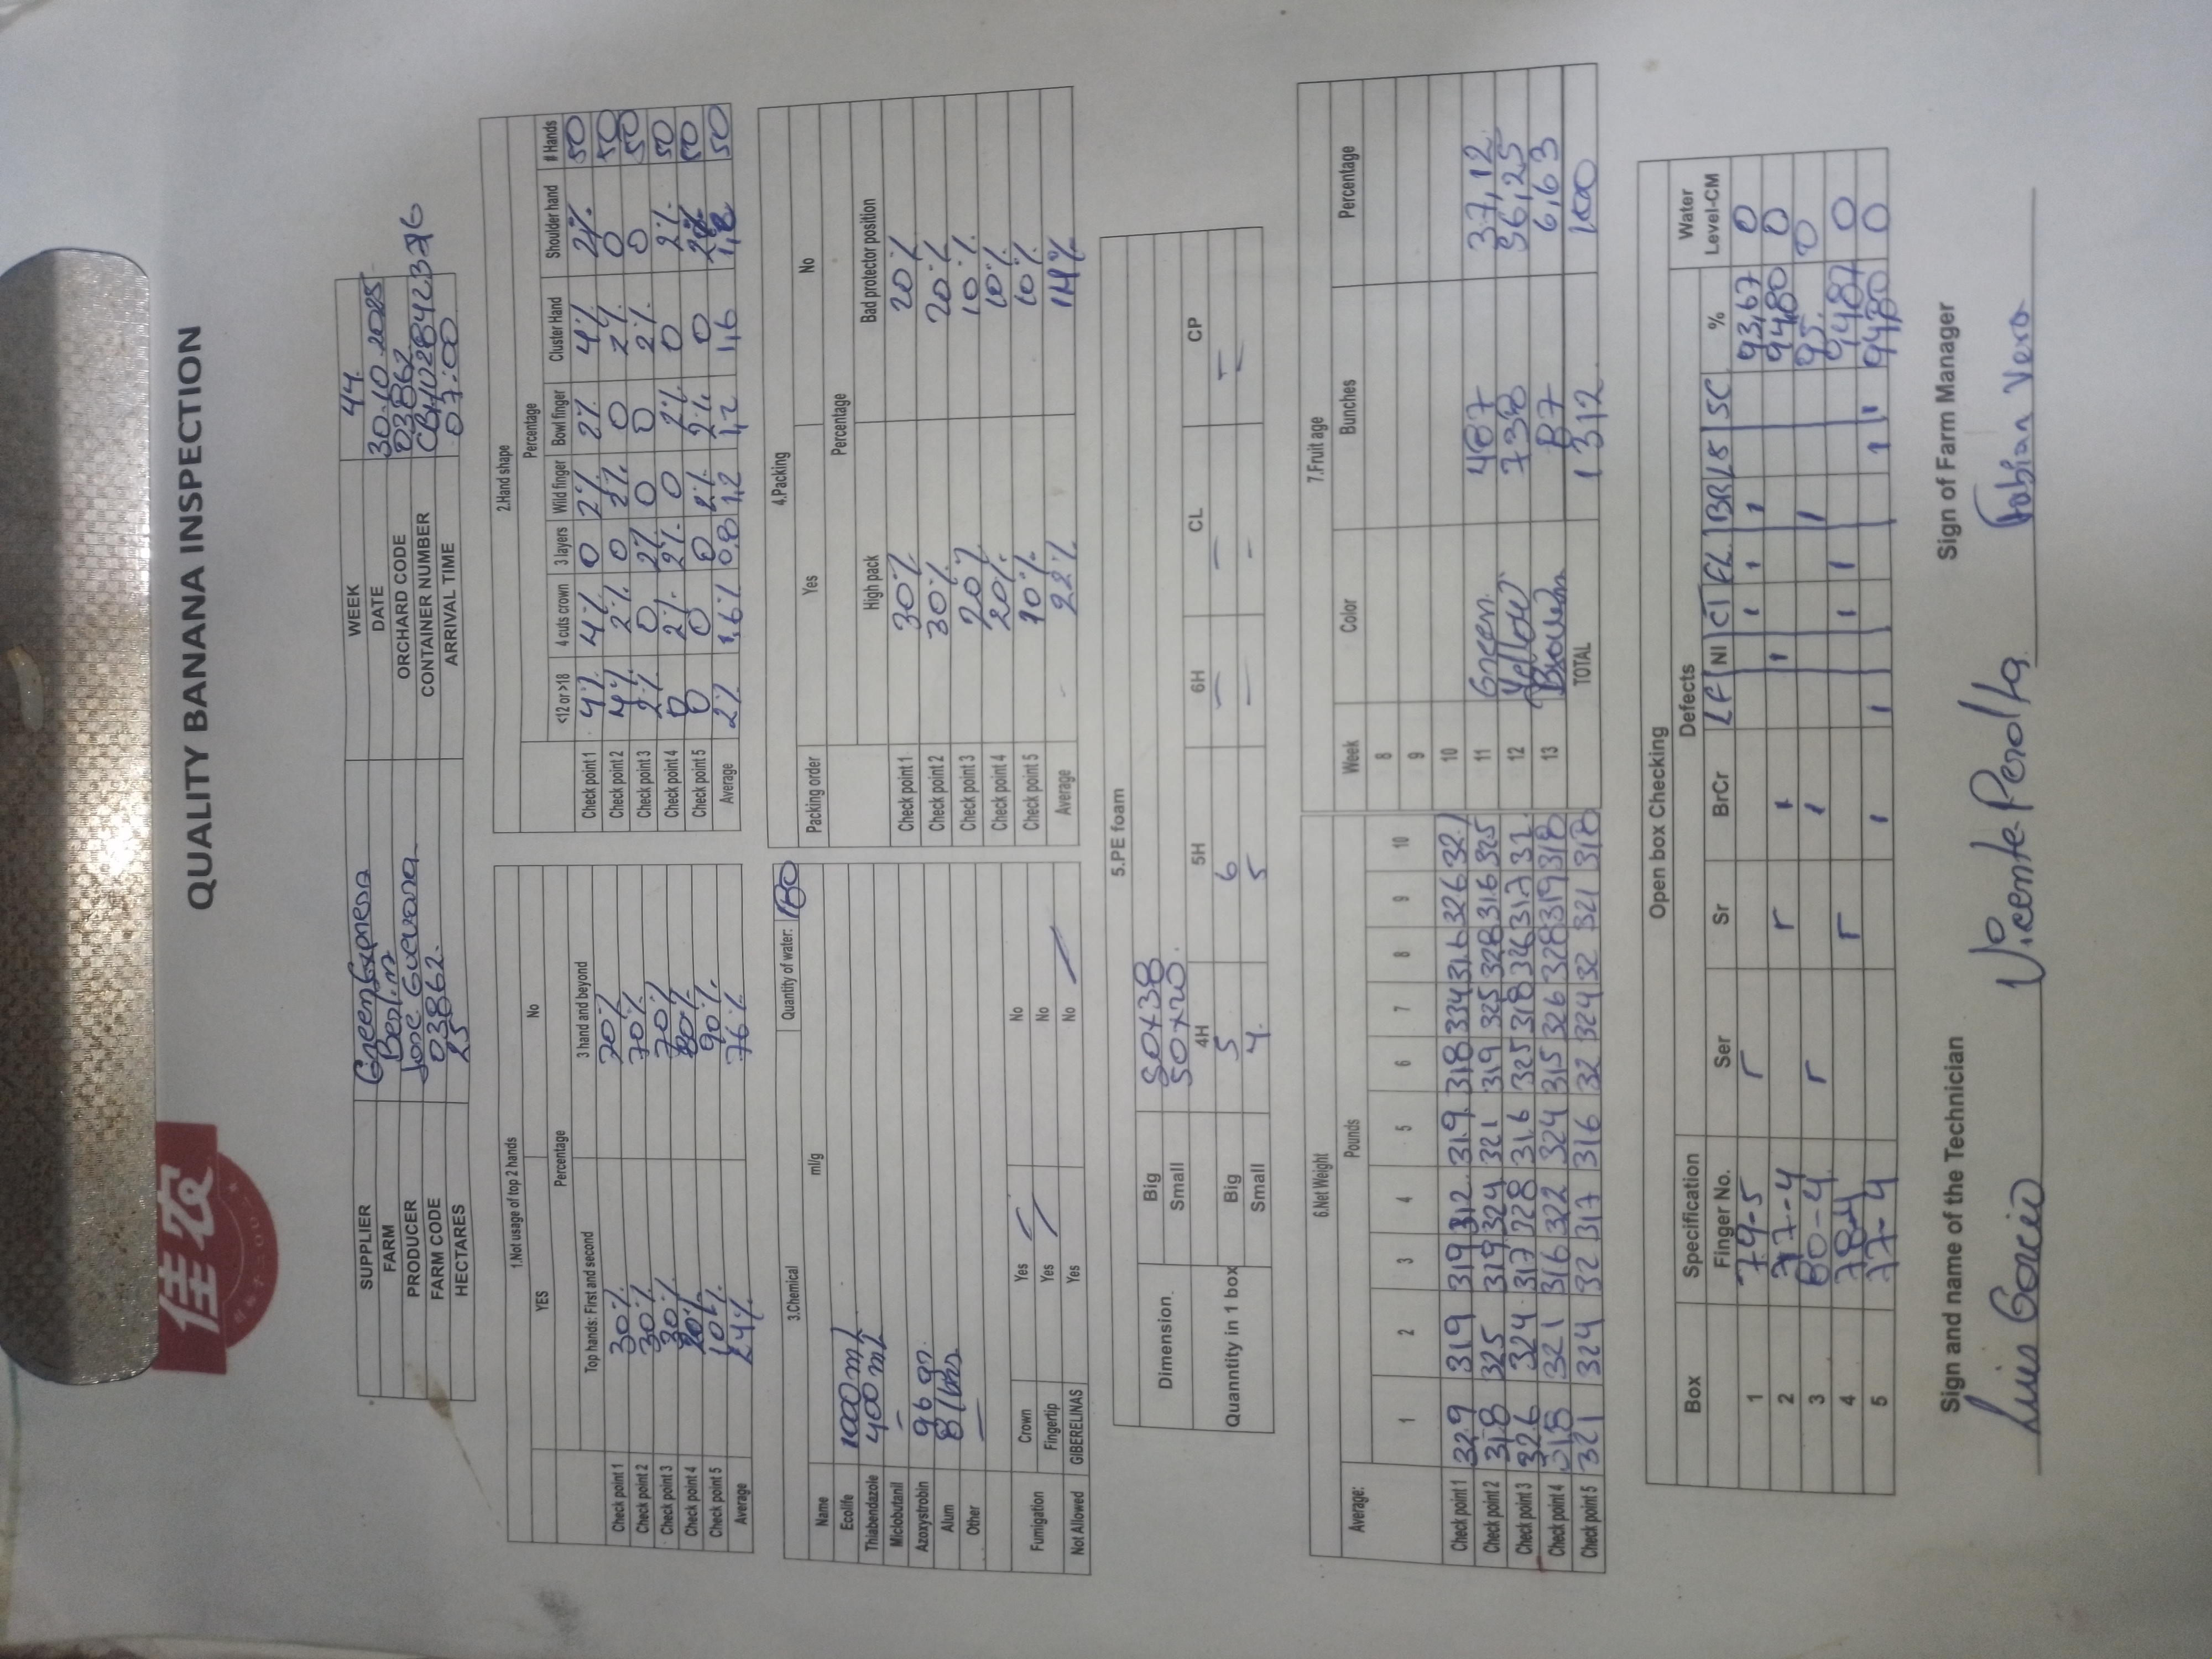 佳农
QUALITY BANANA INSPECTION
SUPPLIER GreenExpress WEEK 44.
FARM Berlin DATE 30.10.2025
PRODUCER Jose Guevara ORCHARD CODE 03862
FARM CODE 03862. CONTAINER NUMBER
HECTARES 25 ARRIVAL TIME 07:00
1.Not usage of top 2 hands
YES No
Percentage
Top hands: First and second 3 hand and beyond
Check point 1 30% 70%
Check point 2 30% 70%
Check point 3 30% 70%
Check point 4 20% 80%
Check point 5 10% 90%
Average 24% 76%
2.Hand shape
Percentage
<12 or >18 4 cuts crown 3 layers Wild finger Bowl finger Cluster Hand Shoulder hand # Hands
Check point 1 4% 4% 0 2% 2% 4% 2% 50
Check point 2 4% 2% 0 2% 0 2% 0 50
Check point 3 2% 0 2% 0 0 2% 0 50
Check point 4 0 2% 2% 0 2% 0 2% 50
Check point 5 0 0 0 2% 2% 0 50
Average 2% 1,6% 0.8 1,2 1,2 1,6 50
3.Chemical Quantity of water: 180
Name ml/g
Ecolife 1000 mL
Thiabendazole 400 mL
Miclobutanil –
Azoxystrobin 96 gr.
Alum 8 lbrs
Other —
Fumigation Crown Yes No
Fingertip Yes No
Not Allowed GIBERELINAS Yes No
4.Packing
Packing order Yes No
Percentage
High pack Bad protector position
Check point 1 30% 20%
Check point 2 30% 20%
Check point 3 20% 10%
Check point 4 20% 10%
Check point 5 10% 10%
Average 22% 14%
5.PE foam
Dimension Big 50x38
Small 50x20.
4H 5H 6H CL CP
Quanntity in 1 box Big 5 6 – – –
Small 4. 5 – – –
6.Net Weight
Average: Pounds
1 2 3 4 5 6 7 8 9 10
Check point 1 32.9 319 319 312. 31.9. 318 334 31.6 32.6 32.1
Check point 2 318 325 319 324 321 319 325 328 316 325
Check point 3 32.6 324 317 328 31.6 325 318 326 317 32.
Check point 4 318 321 316 322 324 315 326 328 319 318
Check point 5 321 324 32 317 316 32 324 32 321 318
7.Fruit age
Week Color Bunches Percentage
8
9
10
11 Green. 487 37,12.
12 Yellow 738 56,25
13 87 6,63
TOTAL 1312. 100
Open box Checking
Box Specification Defects Water
Finger No. Ser Sr BrCr LF NI CT FL BR LS SC % Level-CM
1 79-5 r 1 1 1 93,67 0
2 77-4 r 1 1 94,80 0
3 80-4 r 1 1 95. 0
4 78-4 r 1 1 9487 0
5 77-4 1 1 1 1 94,80 0
Sign and name of the Technician Sign of Farm Manager
Luis Garcia Vicente Peralta Fabian Vera